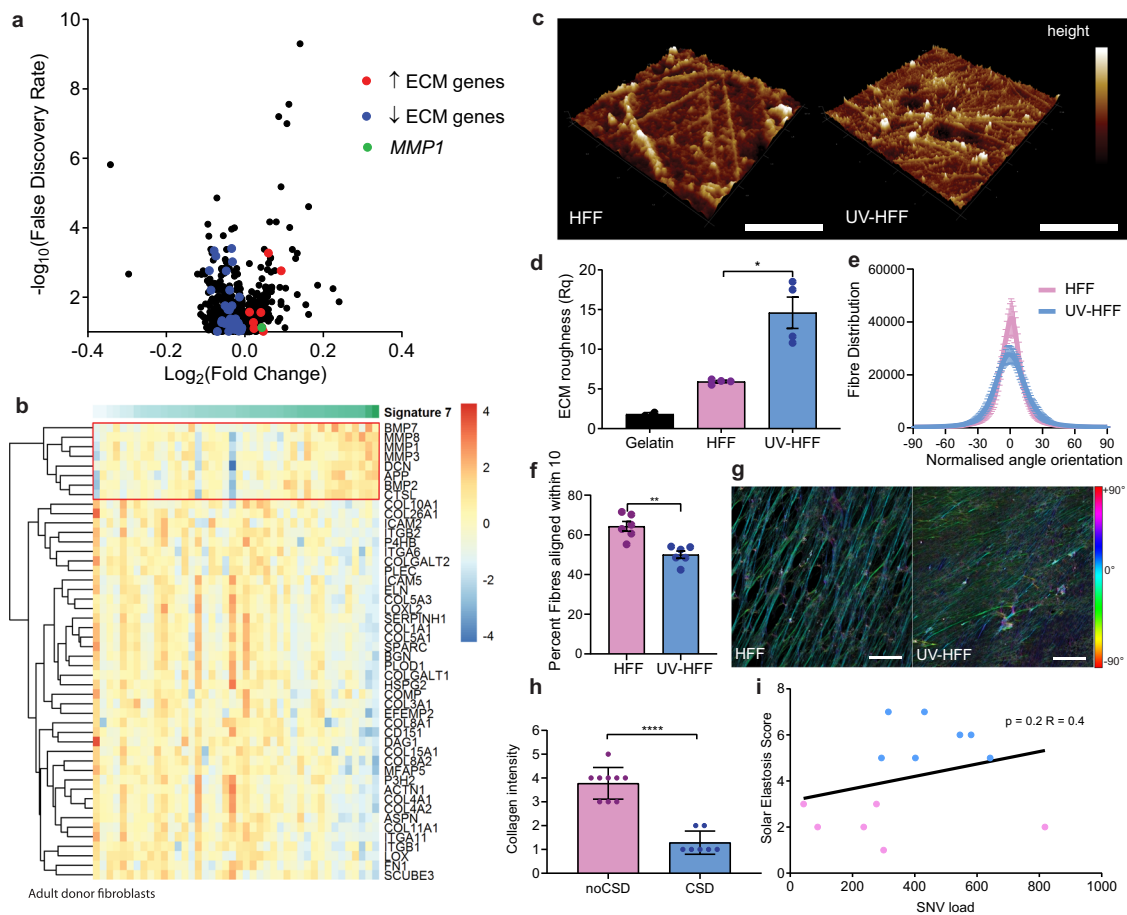 a
10
8
6
4
2
-log10(False Discovery Rate)
-0.4
-0.2
0.0
0.2
0.4
Log2(Fold Change)
↑ ECM genes
↓ ECM genes
MMP1
b
Signature 7
BMP7
MMP8
MMP1
MMP3
DCN
APP
BMP2
CTSL
COL10A1
COL26A1
ICAM2
ITGB2
P4HB
ITGA6
COLGALT2
PLEC
ICAM5
ELN
COL5A3
LOXL2
SERPINH1
COL1A1
COL5A1
SPARC
BGN
PLOD1
COLGALT1
HSPG2
COMP
COL3A1
EFEMP2
COL8A1
CD151
DAG1
COL15A1
COL8A2
MFAP5
P3H2
ACTN1
COL4A1
COL4A2
ASPN
COL11A1
ITGA11
ITGB1
LOX
FN1
SCUBE3
4
2
0
-2
-4
Adult donor fibroblasts
c
height
HFF
UV-HFF
d
20
15
10
5
0
ECM roughness (Rq)
*
Gelatin
HFF
UV-HFF
e
60000
40000
20000
0
Fibre Distribution
HFF
UV-HFF
-90
-60
-30
0
30
60
90
Normalised angle orientation
f
80
60
40
20
0
Percent Fibres aligned within 10
**
HFF
UV-HFF
g
HFF
UV-HFF
+90°
0°
-90°
h
6
5
4
3
2
1
0
Collagen intensity
****
noCSD
CSD
i
8
6
4
2
0
Solar Elastosis Score
p = 0.2 R = 0.4
0
200
400
600
800
1000
SNV load